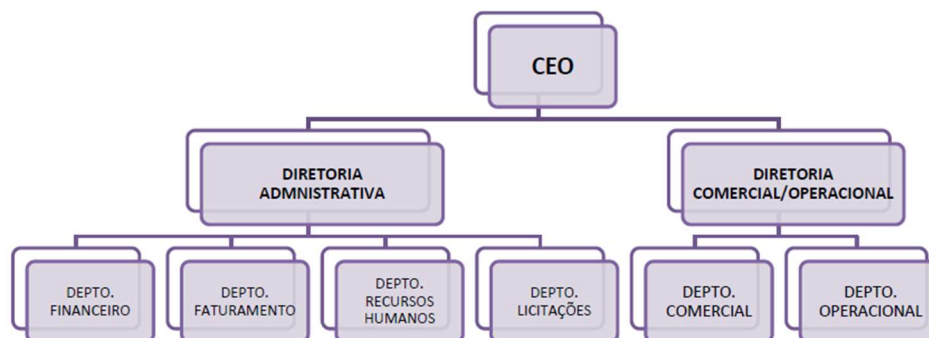 CEO
DIRETORIA
ADMNISTRATIVA
DIRETORIA
COMERCIAL/OPERACIONAL
DEPTO.
FINANCEIRO
DEPTO.
FATURAMENTO
DEPTO.
RECURSOS
HUMANOS
DEPTO.
LICITAÇÕES
DEPTO.
COMERCIAL
DEPTO.
OPERACIONAL